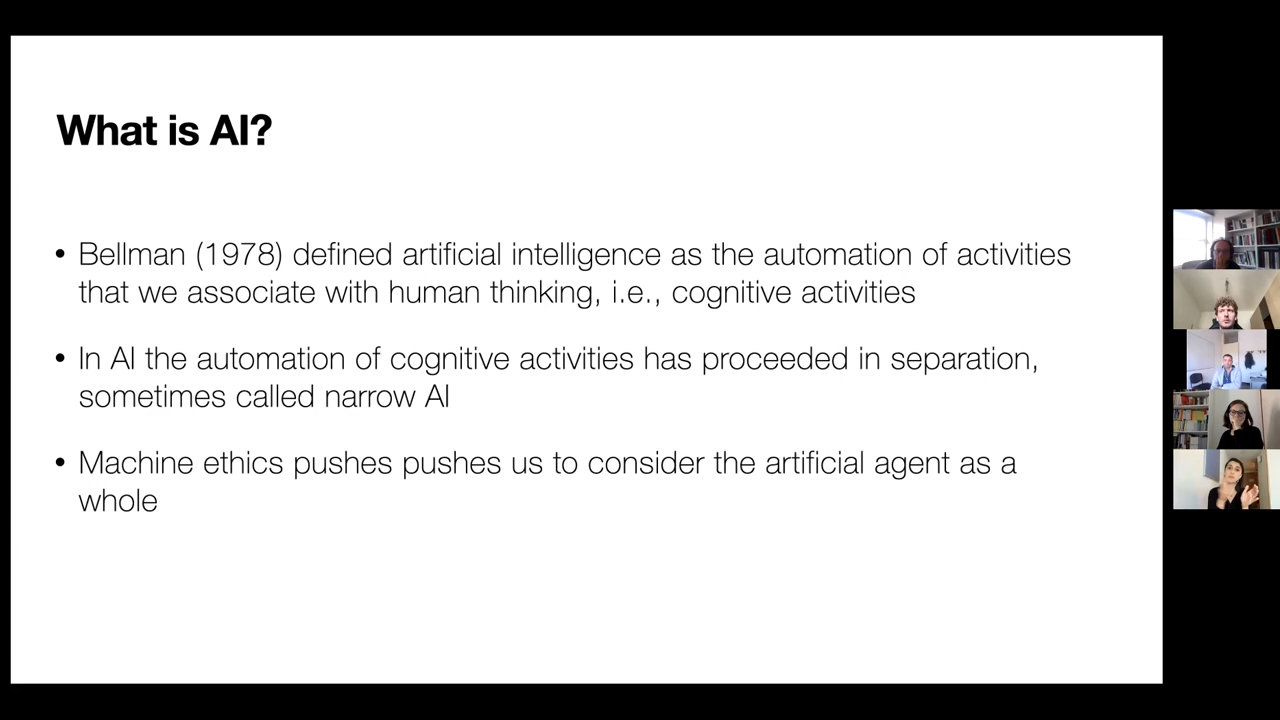 What is AI?
• Bellman (1978) defined artificial intelligence as the automation of activities
that we associate with human thinking, i.e., cognitive activities
• In AI the automation of cognitive activities has proceeded in separation,
sometimes called narrow AI
• Machine ethics pushes pushes us to consider the artificial agent as a
whole